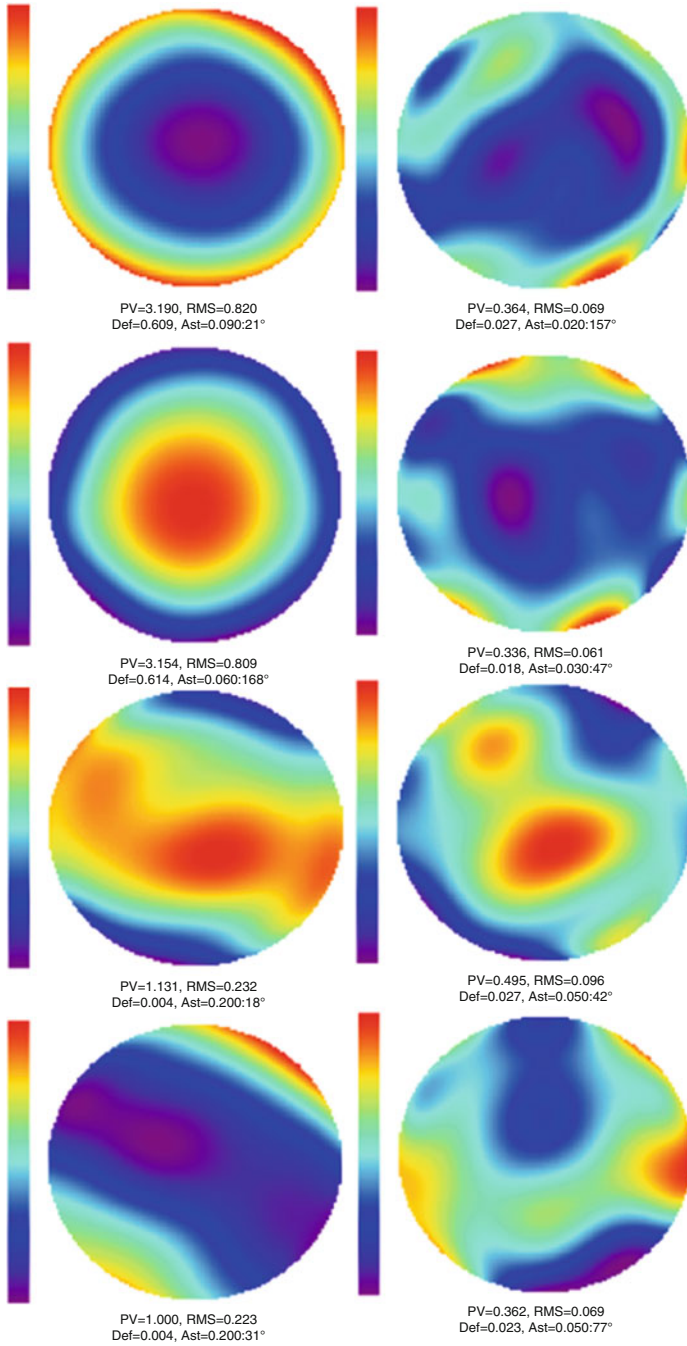 PV=3.190, RMS=0.820
Def=0.609, Ast=0.090:21°
PV=0.364, RMS=0.069
Def=0.027, Ast=0.020:157°
PV=3.154, RMS=0.809
Def=0.614, Ast=0.060:168°
PV=0.336, RMS=0.061
Def=0.018, Ast=0.030:47°
PV=1.131, RMS=0.232
Def=0.004, Ast=0.200:18°
PV=0.495, RMS=0.096
Def=0.027, Ast=0.050:42°
PV=1.000, RMS=0.223
Def=0.004, Ast=0.200:31°
PV=0.362, RMS=0.069
Def=0.023, Ast=0.050:77°